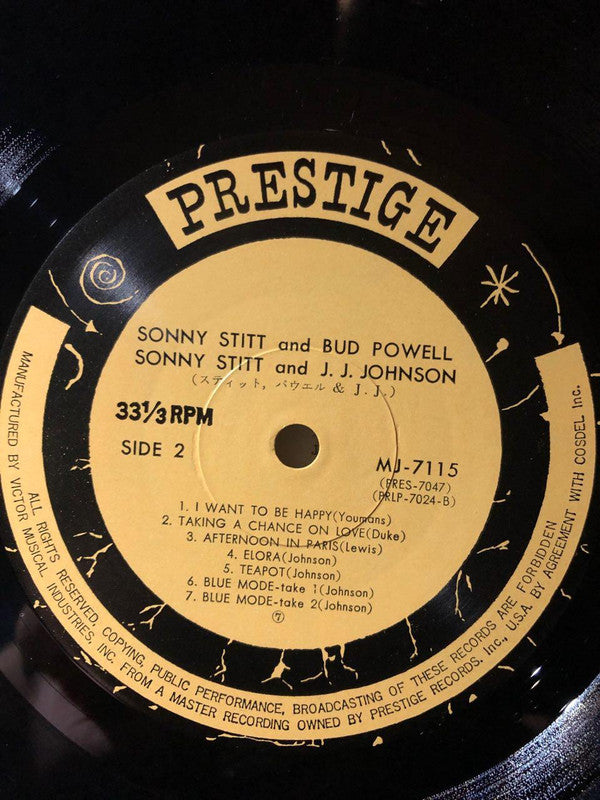 PRESTIGE
SONNY STITT and BUD POWELL
SONNY STITT and J. J. JOHNSON
(スティット, パウエル & J. J.)
33 1/3 RPM
SIDE 2
MJ-7115
(PRES-7047)
(PRLP-7024-B)
1. I WANT TO BE HAPPY(Youmans)
2. TAKING A CHANCE ON LOVE(Duke)
3. AFTERNOON IN PARIS(Lewis)
4. ELORA(Johnson)
5. TEAPOT(Johnson)
6. BLUE MODE-take 1(Johnson)
7. BLUE MODE-take 2(Johnson)
⑦
ALL RIGHTS RESERVED, COPYING, PUBLIC PERFORMANCE, BROADCASTING OF THESE RECORDS ARE FORBIDDEN
MANUFACTURED BY VICTOR MUSICAL INDUSTRIES, INC. FROM A MASTER RECORDING OWNED BY PRESTIGE RECORDS. Inc., U.S.A. BY AGREEMENT WITH COSDEL Inc.